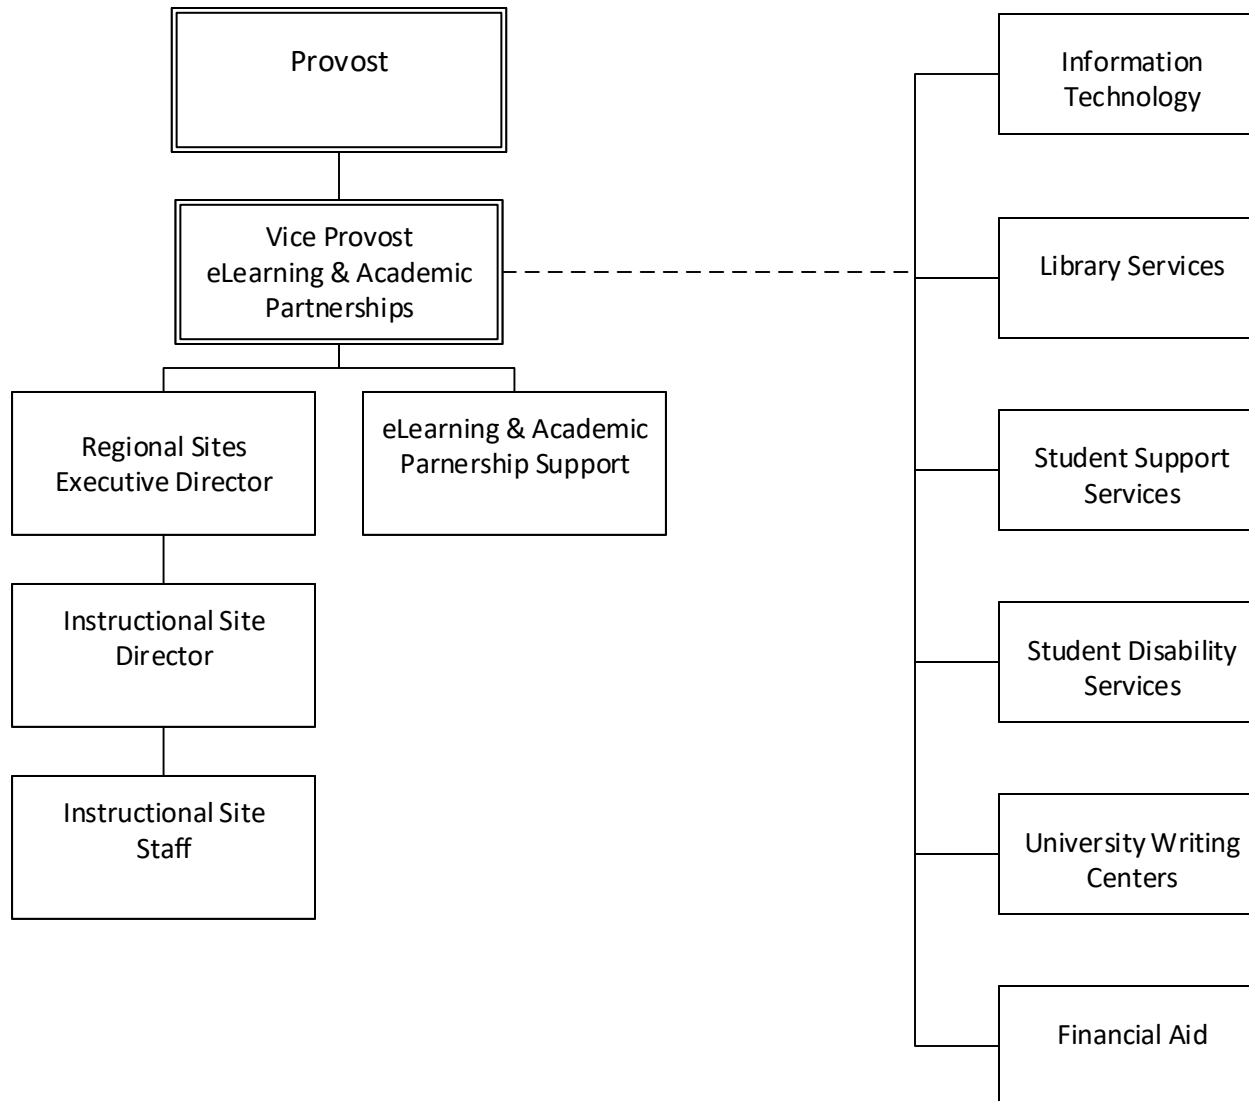 Provost
Vice Provost
eLearning & Academic
Partnerships
Regional Sites
Executive Director
eLearning & Academic
Parnership Support
Instructional Site
Director
Instructional Site
Staff
Information
Technology
Library Services
Student Support
Services
Student Disability
Services
University Writing
Centers
Financial Aid